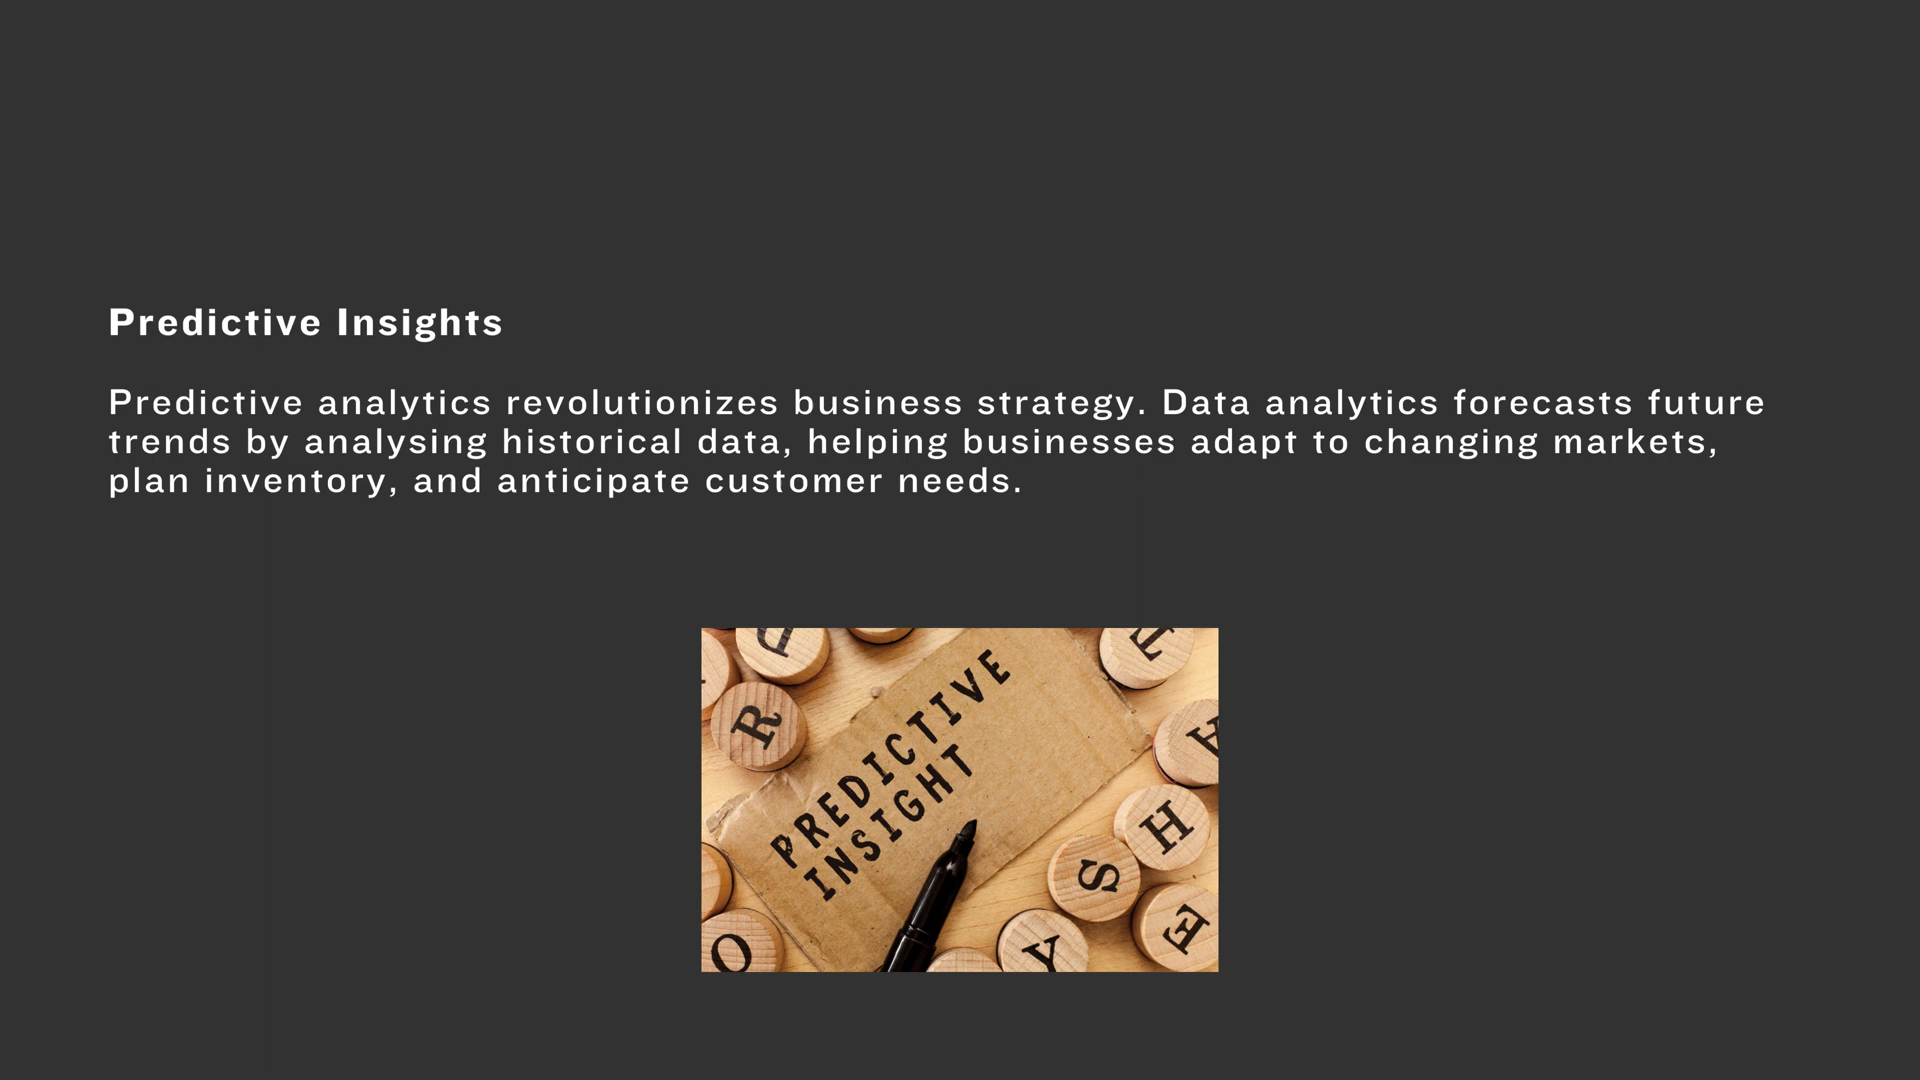 Predictive Insights
Predictive analytics revolutionizes business strategy. Data analytics forecasts future
trends by analysing historical data, helping businesses adapt to changing markets,
plan inventory, and anticipate customer needs.
PREDICTIVE
INSIGHT
R
H
S
E
Y
O